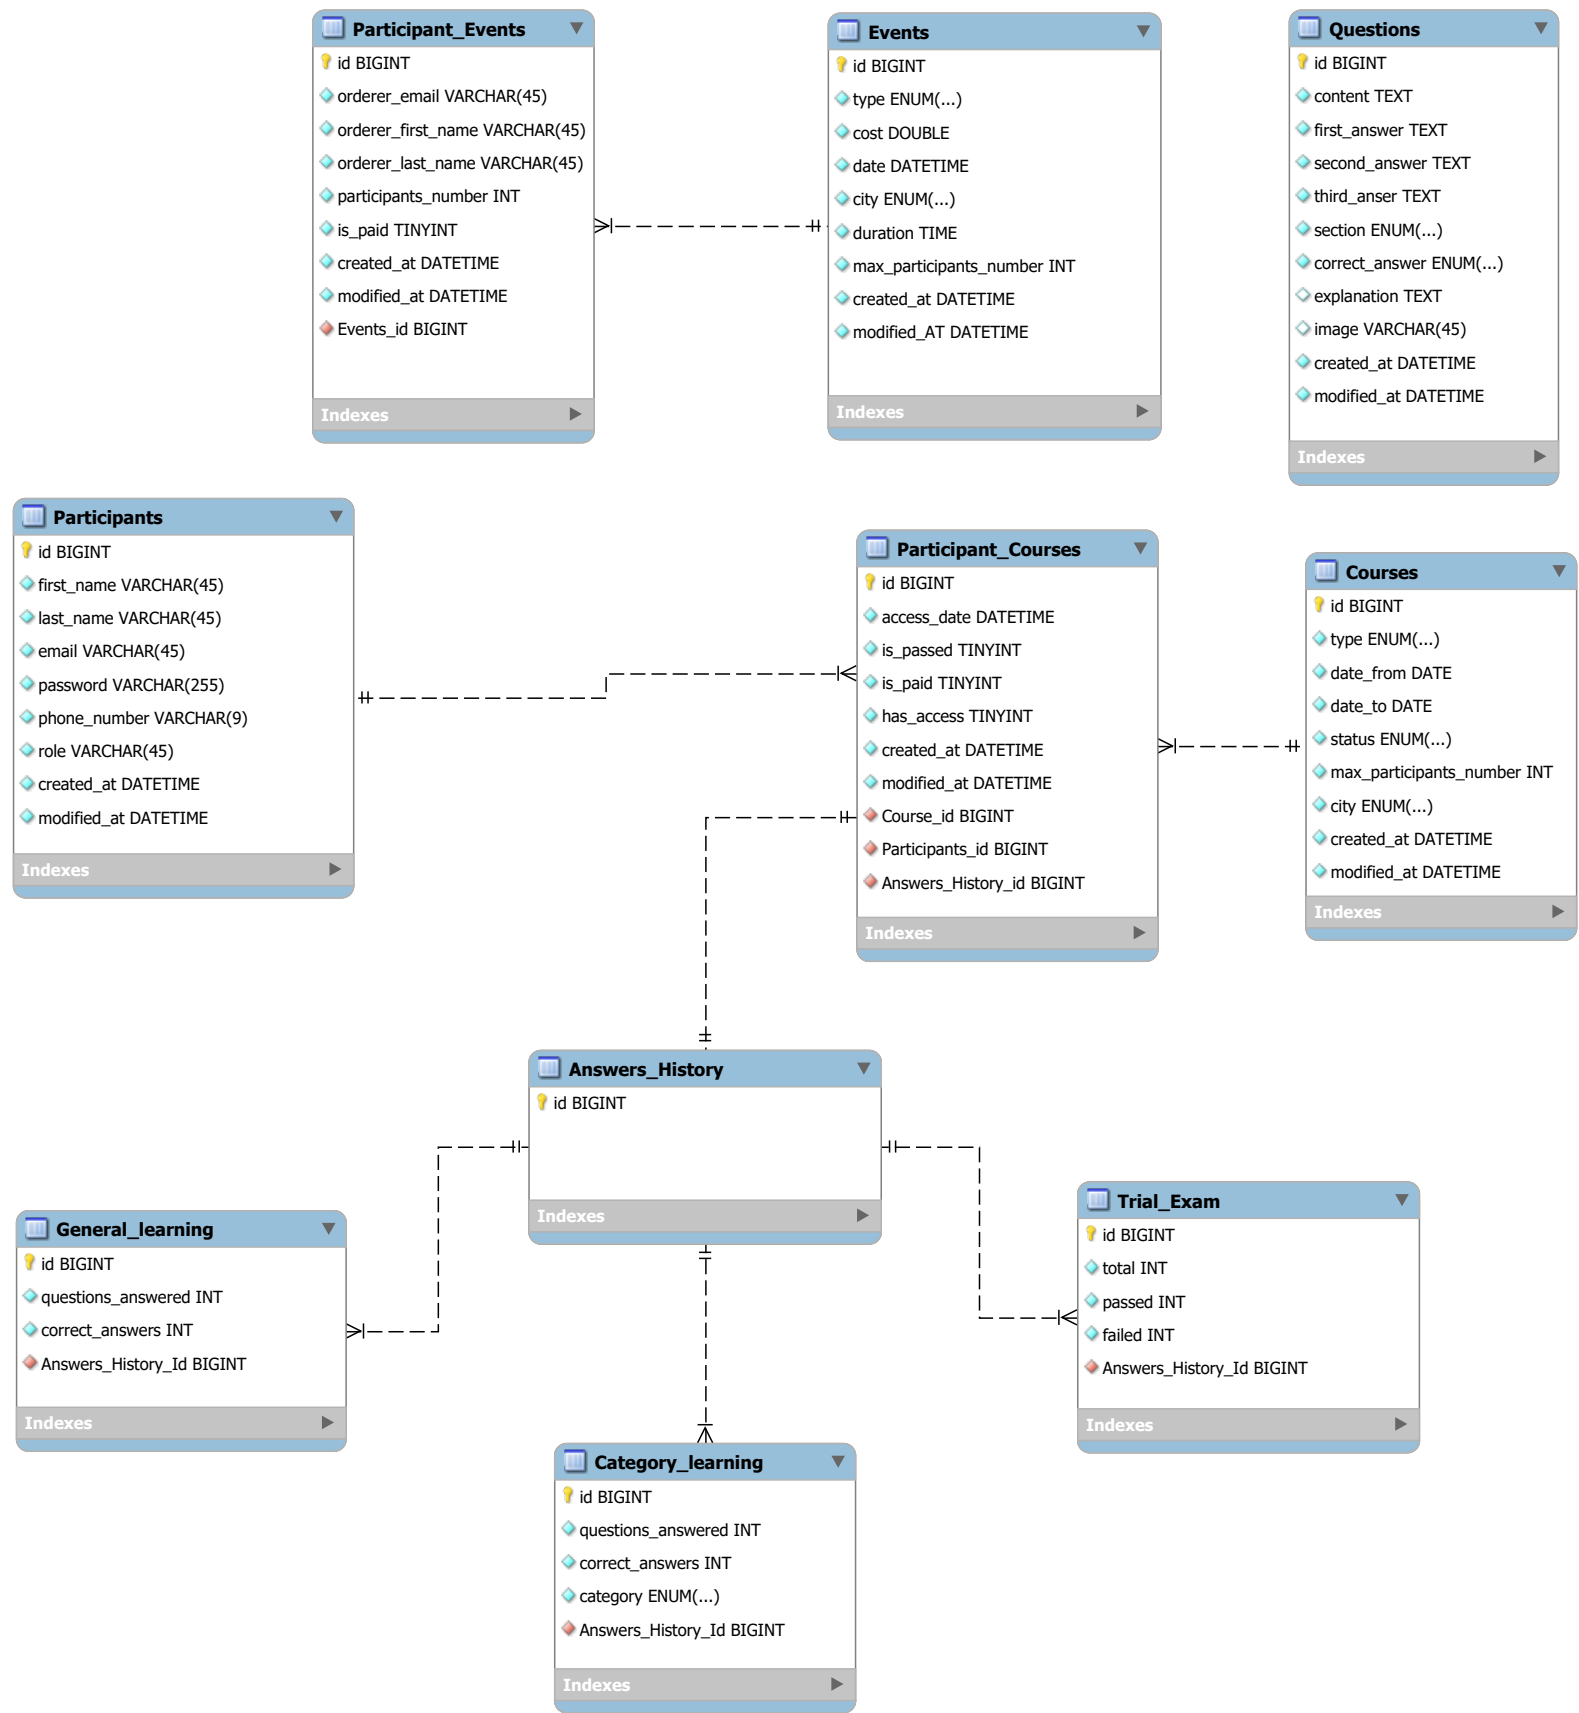 Participant_Events
id BIGINT
orderer_email VARCHAR(45)
orderer_first_name VARCHAR(45)
orderer_last_name VARCHAR(45)
participants_number INT
is_paid TINYINT
created_at DATETIME
modified_at DATETIME
Events_id BIGINT
Indexes
Events
id BIGINT
type ENUM(...)
cost DOUBLE
date DATETIME
city ENUM(...)
duration TIME
max_participants_number INT
created_at DATETIME
modified_AT DATETIME
Indexes
Questions
id BIGINT
content TEXT
first_answer TEXT
second_answer TEXT
third_anser TEXT
section ENUM(...)
correct_answer ENUM(...)
explanation TEXT
image VARCHAR(45)
created_at DATETIME
modified_at DATETIME
Indexes
Participants
id BIGINT
first_name VARCHAR(45)
last_name VARCHAR(45)
email VARCHAR(45)
password VARCHAR(255)
phone_number VARCHAR(9)
role VARCHAR(45)
created_at DATETIME
modified_at DATETIME
Indexes
Participant_Courses
id BIGINT
access_date DATETIME
is_passed TINYINT
is_paid TINYINT
has_access TINYINT
created_at DATETIME
modified_at DATETIME
Course_id BIGINT
Participants_id BIGINT
Answers_History_id BIGINT
Indexes
Courses
id BIGINT
type ENUM(...)
date_from DATE
date_to DATE
status ENUM(...)
max_participants_number INT
city ENUM(...)
created_at DATETIME
modified_at DATETIME
Indexes
Answers_History
id BIGINT
Indexes
General_learning
id BIGINT
questions_answered INT
correct_answers INT
Answers_History_Id BIGINT
Indexes
Trial_Exam
id BIGINT
total INT
passed INT
failed INT
Answers_History_Id BIGINT
Indexes
Category_learning
id BIGINT
questions_answered INT
correct_answers INT
category ENUM(...)
Answers_History_Id BIGINT
Indexes